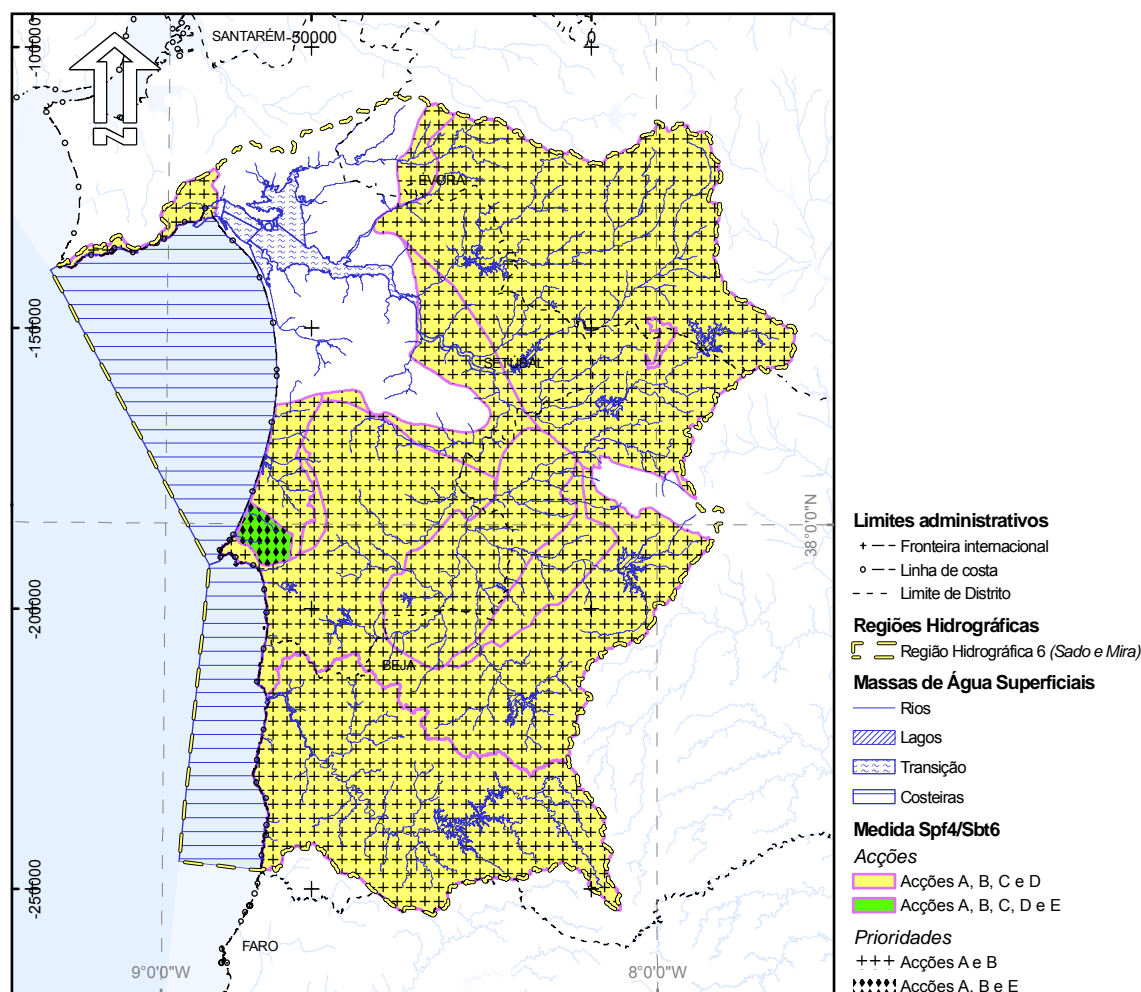 SANTARÉM
-50000
0
-100000
N
ÉVORA
-150000
SETÚBAL
38°0'0"N
-200000
BEJA
-250000
FARO
9°0'0"W
8°0'0"W
Limites administrativos
Fronteira internacional
Linha de costa
Limite de Distrito
Regiões Hidrográficas
Região Hidrográfica 6 (Sado e Mira)
Massas de Água Superficiais
Rios
Lagos
Transição
Costeiras
Medida Spf4/Sbt6
Acções
Acções A, B, C e D
Acções A, B, C, D e E
Prioridades
Acções A e B
Acções A, B e E